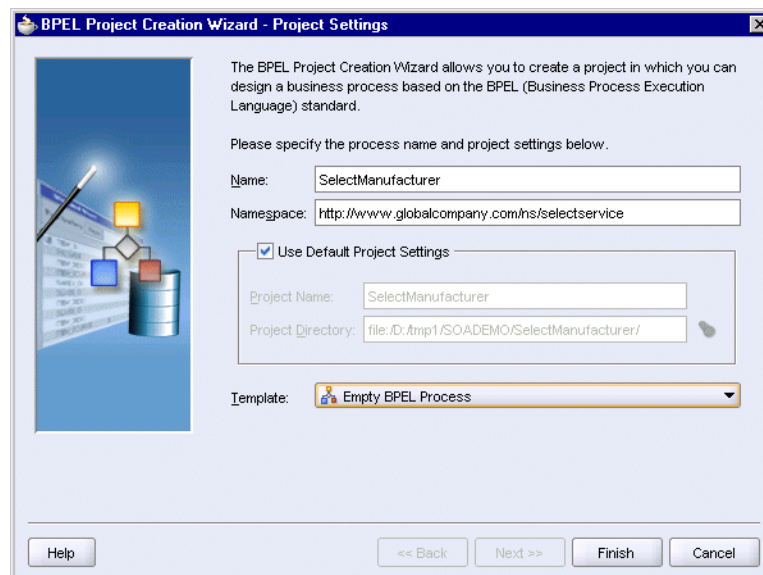 BPEL Project Creation Wizard - Project Settings
The BPEL Project Creation Wizard allows you to create a project in which you can
design a business process based on the BPEL (Business Process Execution
Language) standard.
Please specify the process name and project settings below.
Name: SelectManufacturer
Namespace: http://www.globalcompany.com/ns/selectservice
Use Default Project Settings
Project Name: SelectManufacturer
Project Directory: file:/D:/tmp1/SOADEMO/SelectManufacturer/
Template: Empty BPEL Process
Help << Back Next >> Finish Cancel